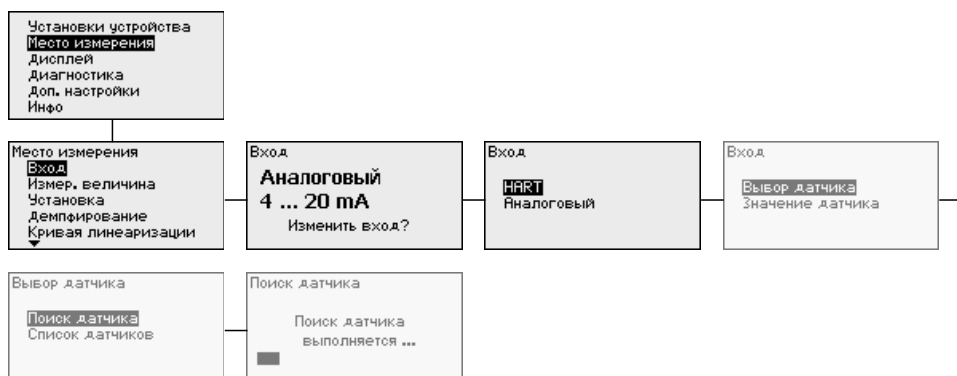 Установки устройства
Место измерения
Дисплей
Диагностика
Доп. настройки
Инфо
Место измерения
Вход
Измер. величина
Установка
Демпфирование
Кривая линеаризации
Вход
Аналоговый
4 ... 20 mA
Изменить вход?
Вход
HART
Аналоговый
Вход
Выбор датчика
Значение датчика
Выбор датчика
Поиск датчика
Список датчиков
Поиск датчика
Поиск датчика
выполняется ...